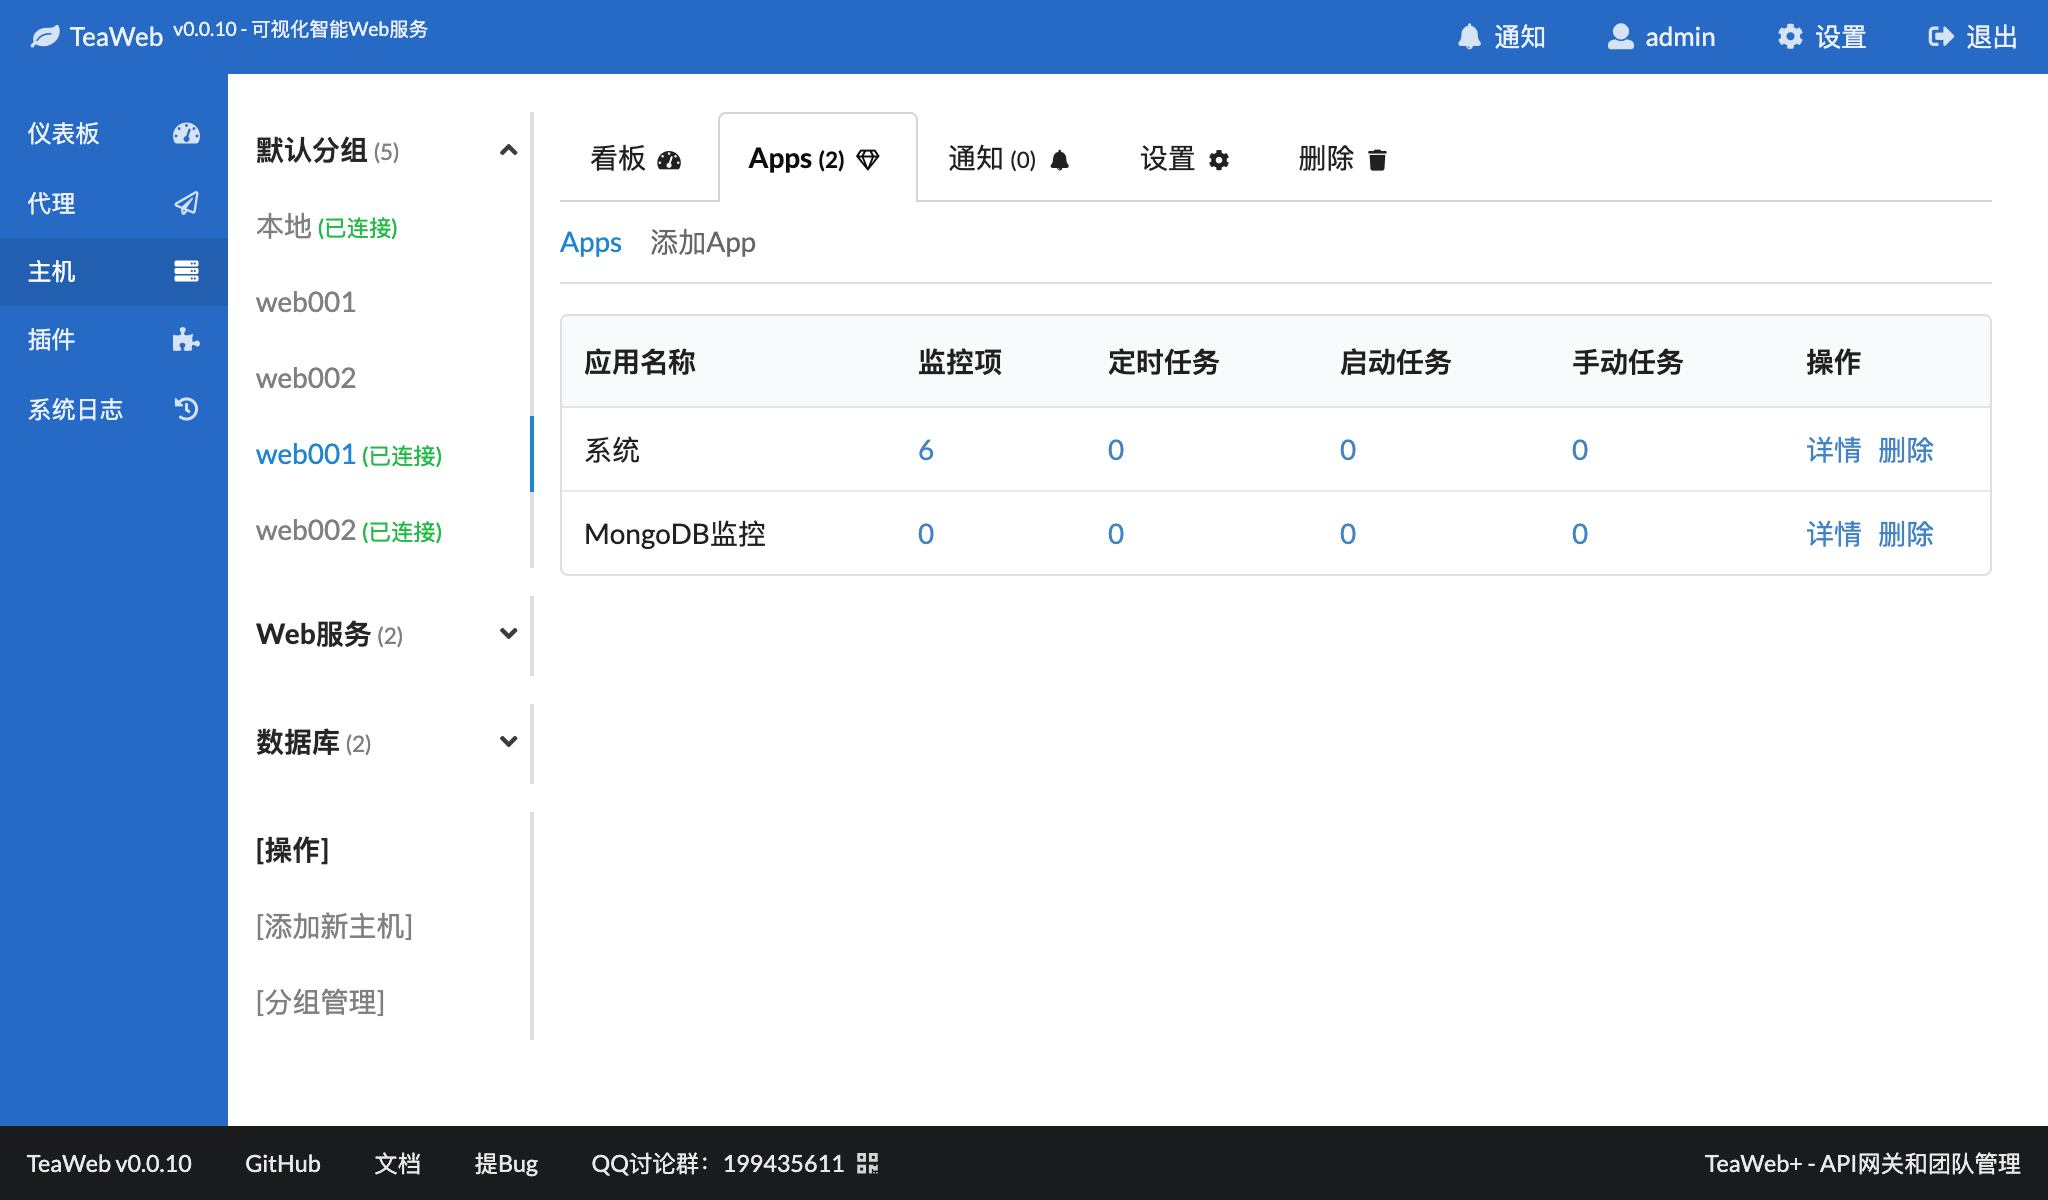 TeaWeb v0.0.10 - 可视化智能Web服务
通知 admin 设置 退出
仪表板
代理
主机
插件
系统日志
默认分组 (5)
本地 (已连接)
web001
web002
web001 (已连接)
web002 (已连接)
Web服务 (2)
数据库 (2)
[操作]
[添加新主机]
[分组管理]
看板 Apps (2) 通知 (0) 设置 删除
Apps 添加App
应用名称 监控项 定时任务 启动任务 手动任务 操作
系统 6 0 0 0 详情 删除
MongoDB监控 0 0 0 0 详情 删除
TeaWeb v0.0.10 GitHub 文档 提Bug QQ讨论群：199435611 TeaWeb+ - API网关和团队管理